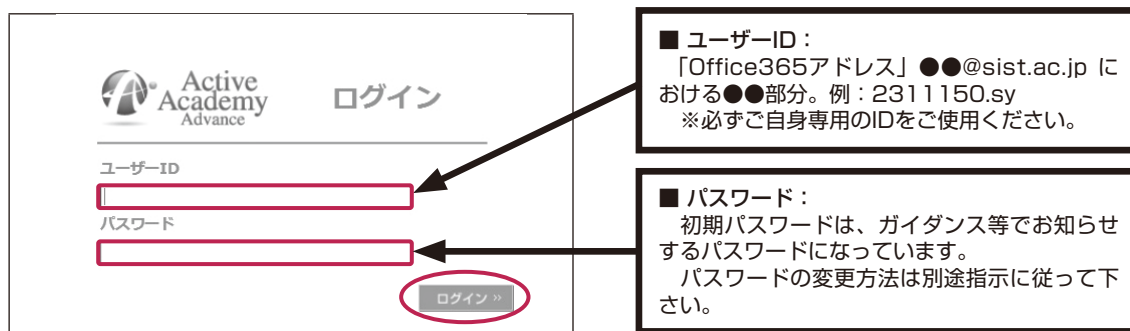 Active
Academy
Advance
ログイン
ユーザーID
パスワード
ログイン »
■ ユーザーID：
「Office365アドレス」●●@sist.ac.jp に
おける●●部分。例：2311150.sy
※必ずご自身専用のIDをご使用ください。
■ パスワード：
初期パスワードは、ガイダンス等でお知らせ
するパスワードになっています。
パスワードの変更方法は別途指示に従って下
さい。